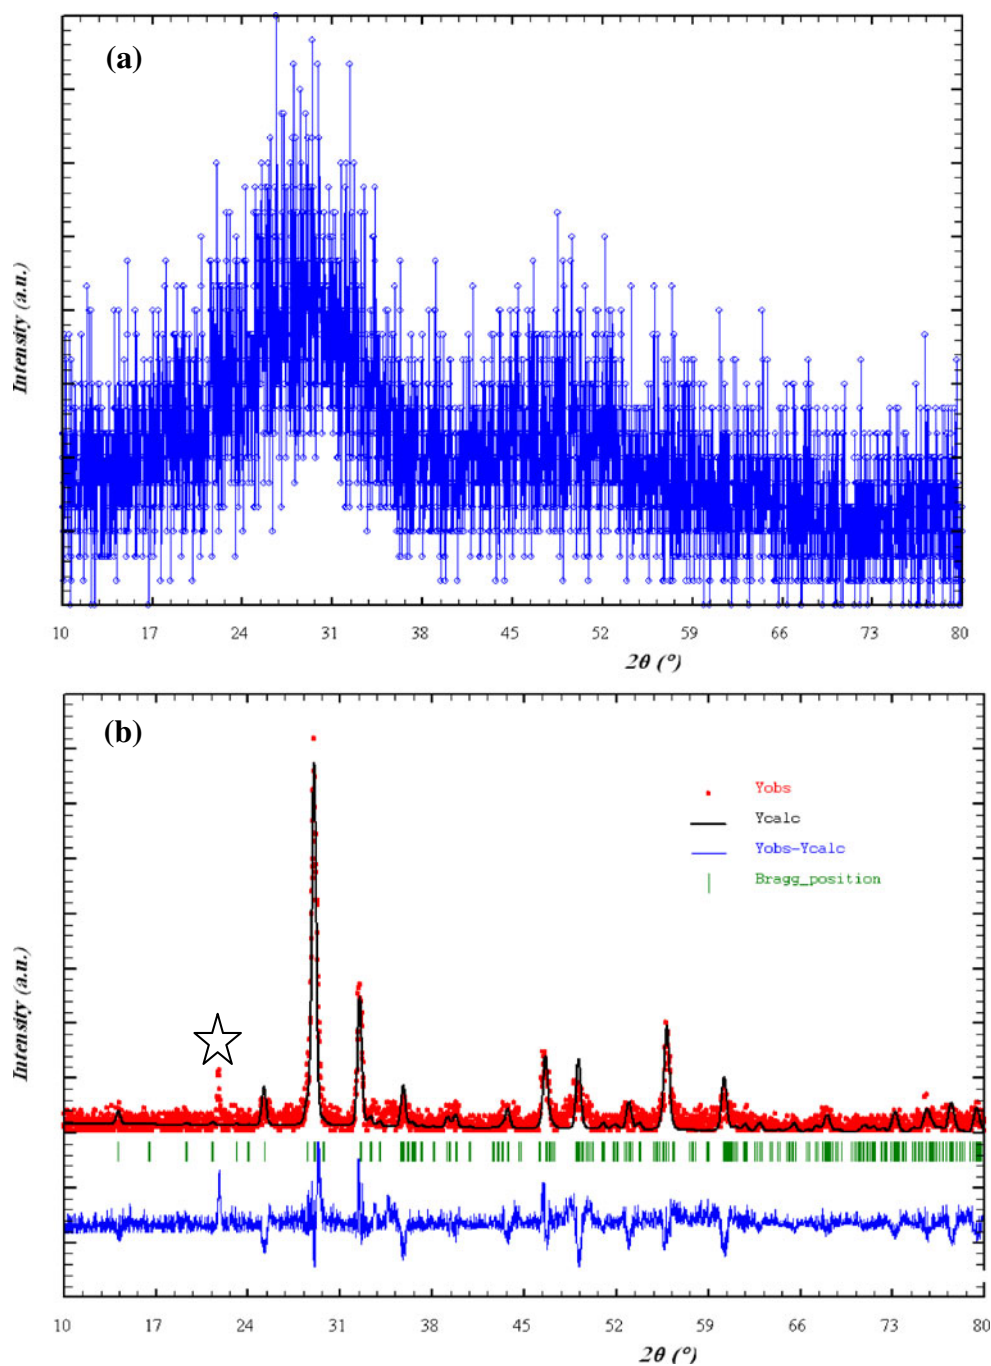 (a)
Intensity (a.u.)
10 17 24 31 38 45 52 59 66 73 80
2θ (°)
(b)
Yobs
Ycalc
Yobs-Ycalc
Bragg_position
Intensity (a.u.)
10 17 24 31 38 45 52 59 66 73 80
2θ (°)